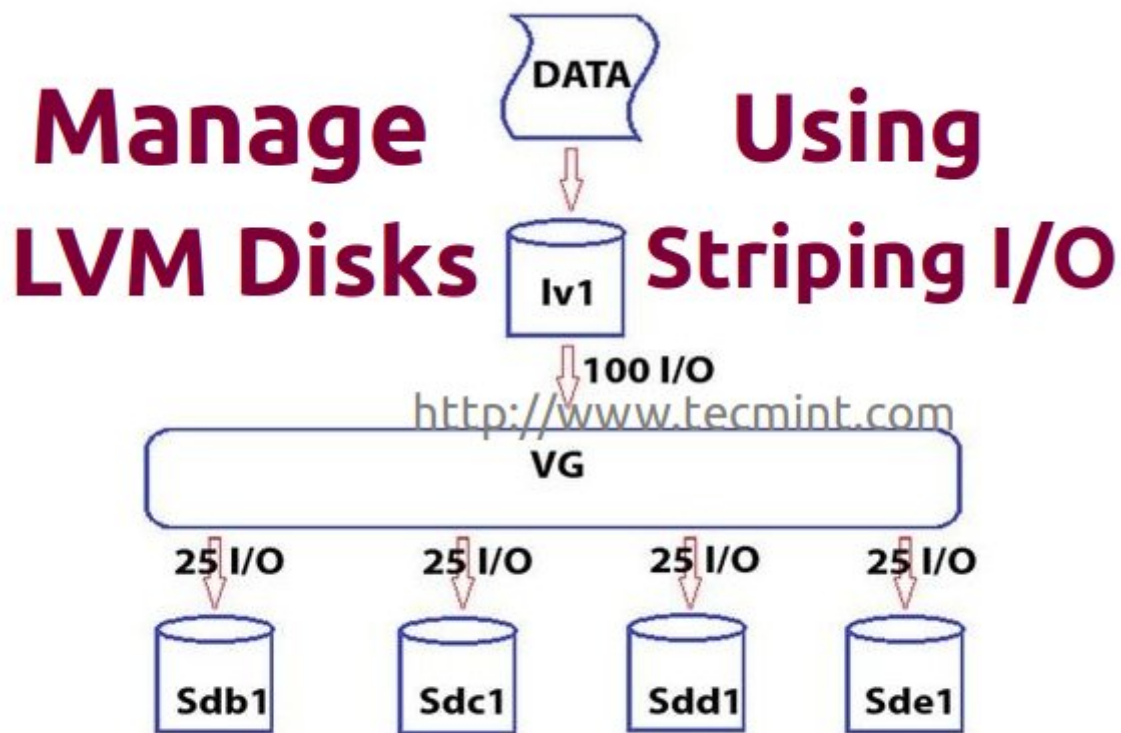 DATA
Manage Using
LVM Disks Striping I/O
lv1
100 I/O
http://www.tecmint.com
VG
25 I/O 25 I/O 25 I/O 25 I/O
Sdb1 Sdc1 Sdd1 Sde1